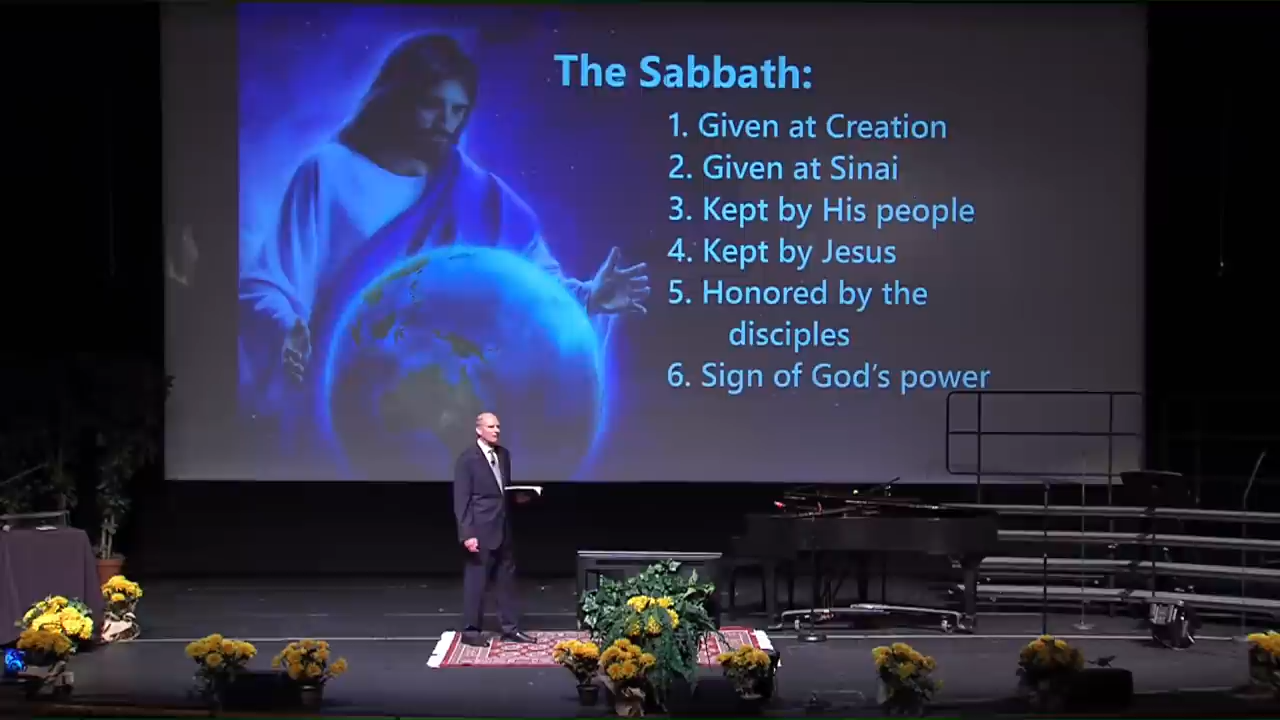 The Sabbath:
1. Given at Creation
2. Given at Sinai
3. Kept by His people
4. Kept by Jesus
5. Honored by the
disciples
6. Sign of God's power